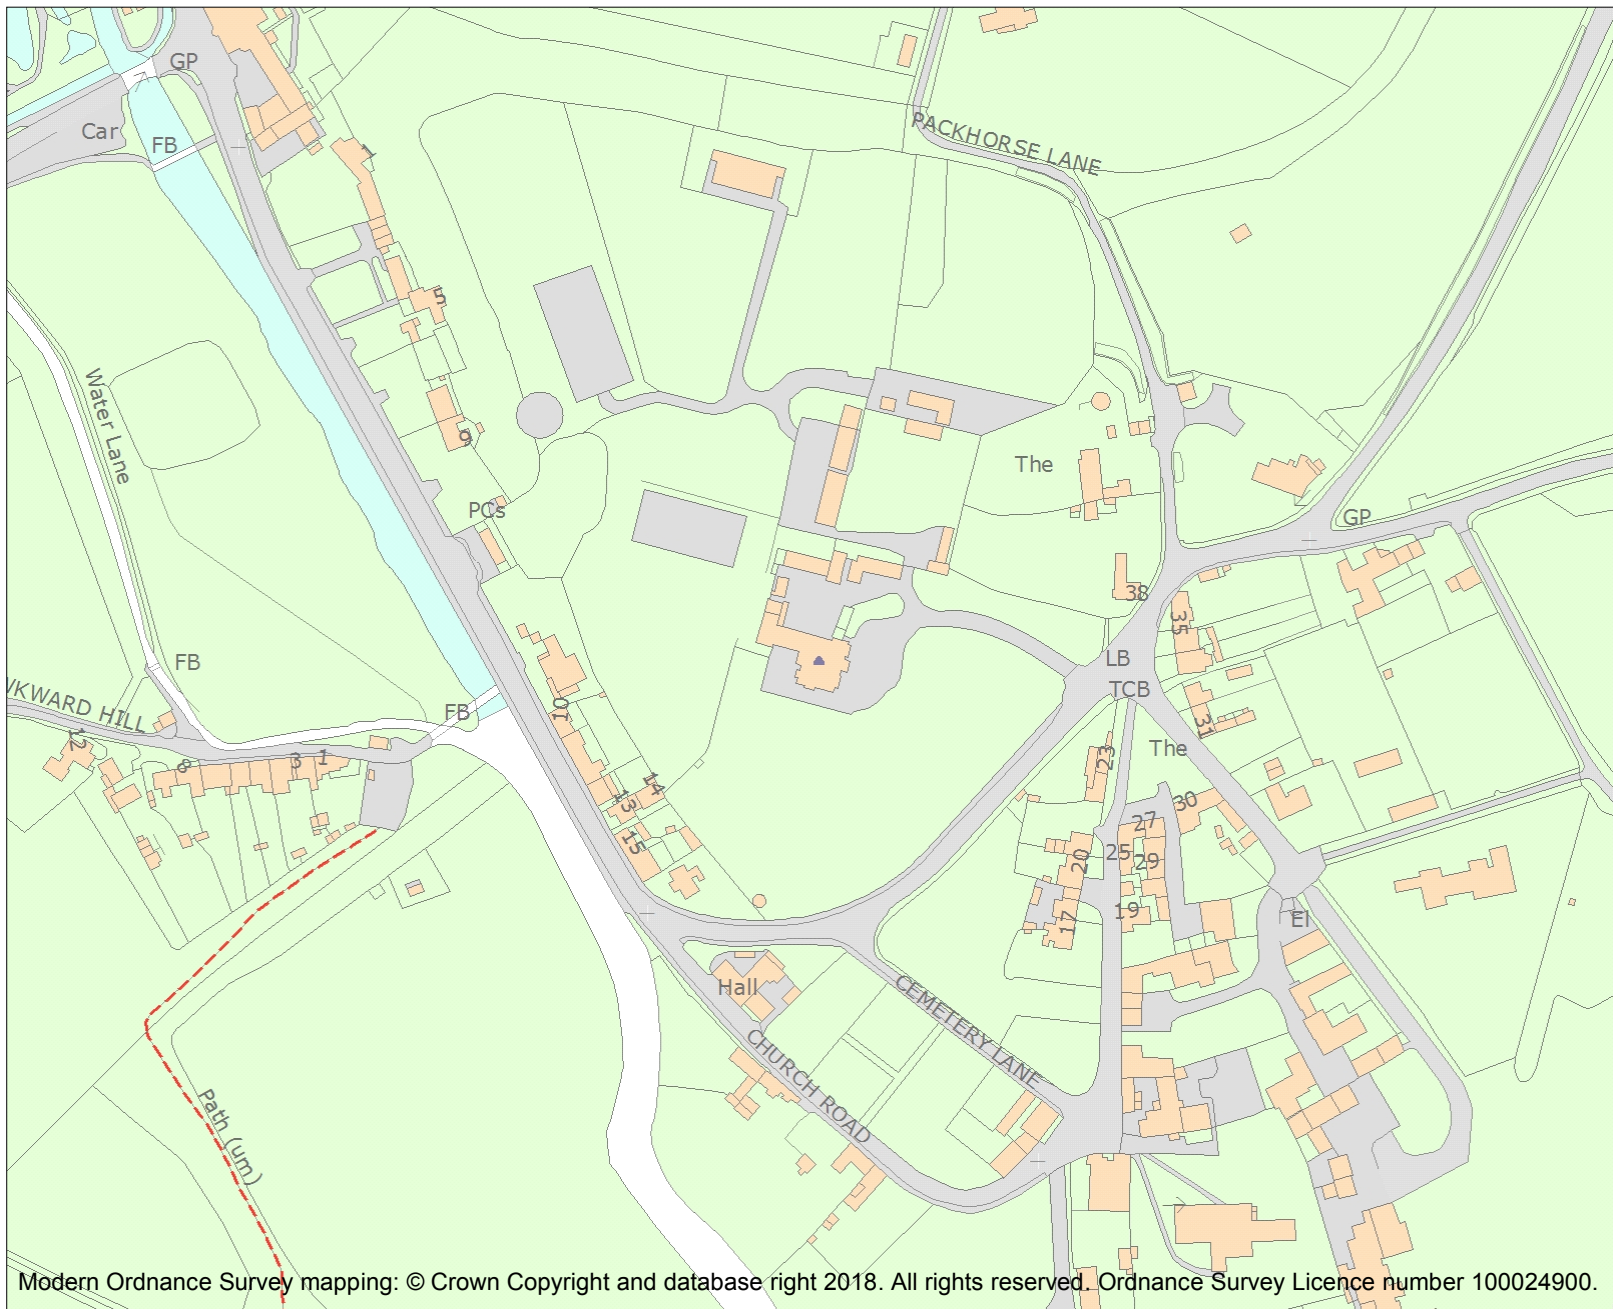 GP
Car
FB
1
PACKHORSE LANE
5
Water Lane
9
The
PCs
GP
38
35
FB
LB
TCB
WKWARD HILL
FB
10
31
12
The
8
3
1
23
14
13
30
27
15
20
25
29
17
19
El
Hall
CEMETERY LANE
CHURCH ROAD
Path (um)
Modern Ordnance Survey mapping: © Crown Copyright and database right 2018. All rights reserved. Ordnance Survey Licence number 100024900.